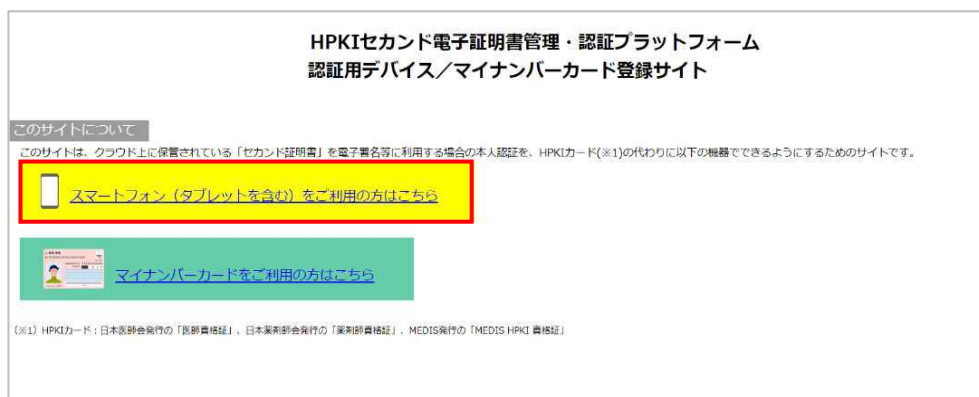 HPKIセカンド電子証明書管理・認証プラットフォーム
認証用デバイス／マイナンバーカード登録サイト
このサイトについて
このサイトは、クラウド上に保管されている「セカンド証明書」を電子署名等に利用する場合の本人認証を、HPKIカード(※1)の代わりに以下の機器でできるようにするためのサイトです。
スマートフォン（タブレットを含む）をご利用の方はこちら
マイナンバーカードをご利用の方はこちら
(※1) HPKIカード：日本医師会発行の「医師資格証」、日本薬剤師会発行の「薬剤師資格証」、MEDIS発行の「MEDIS HPKI 資格証」